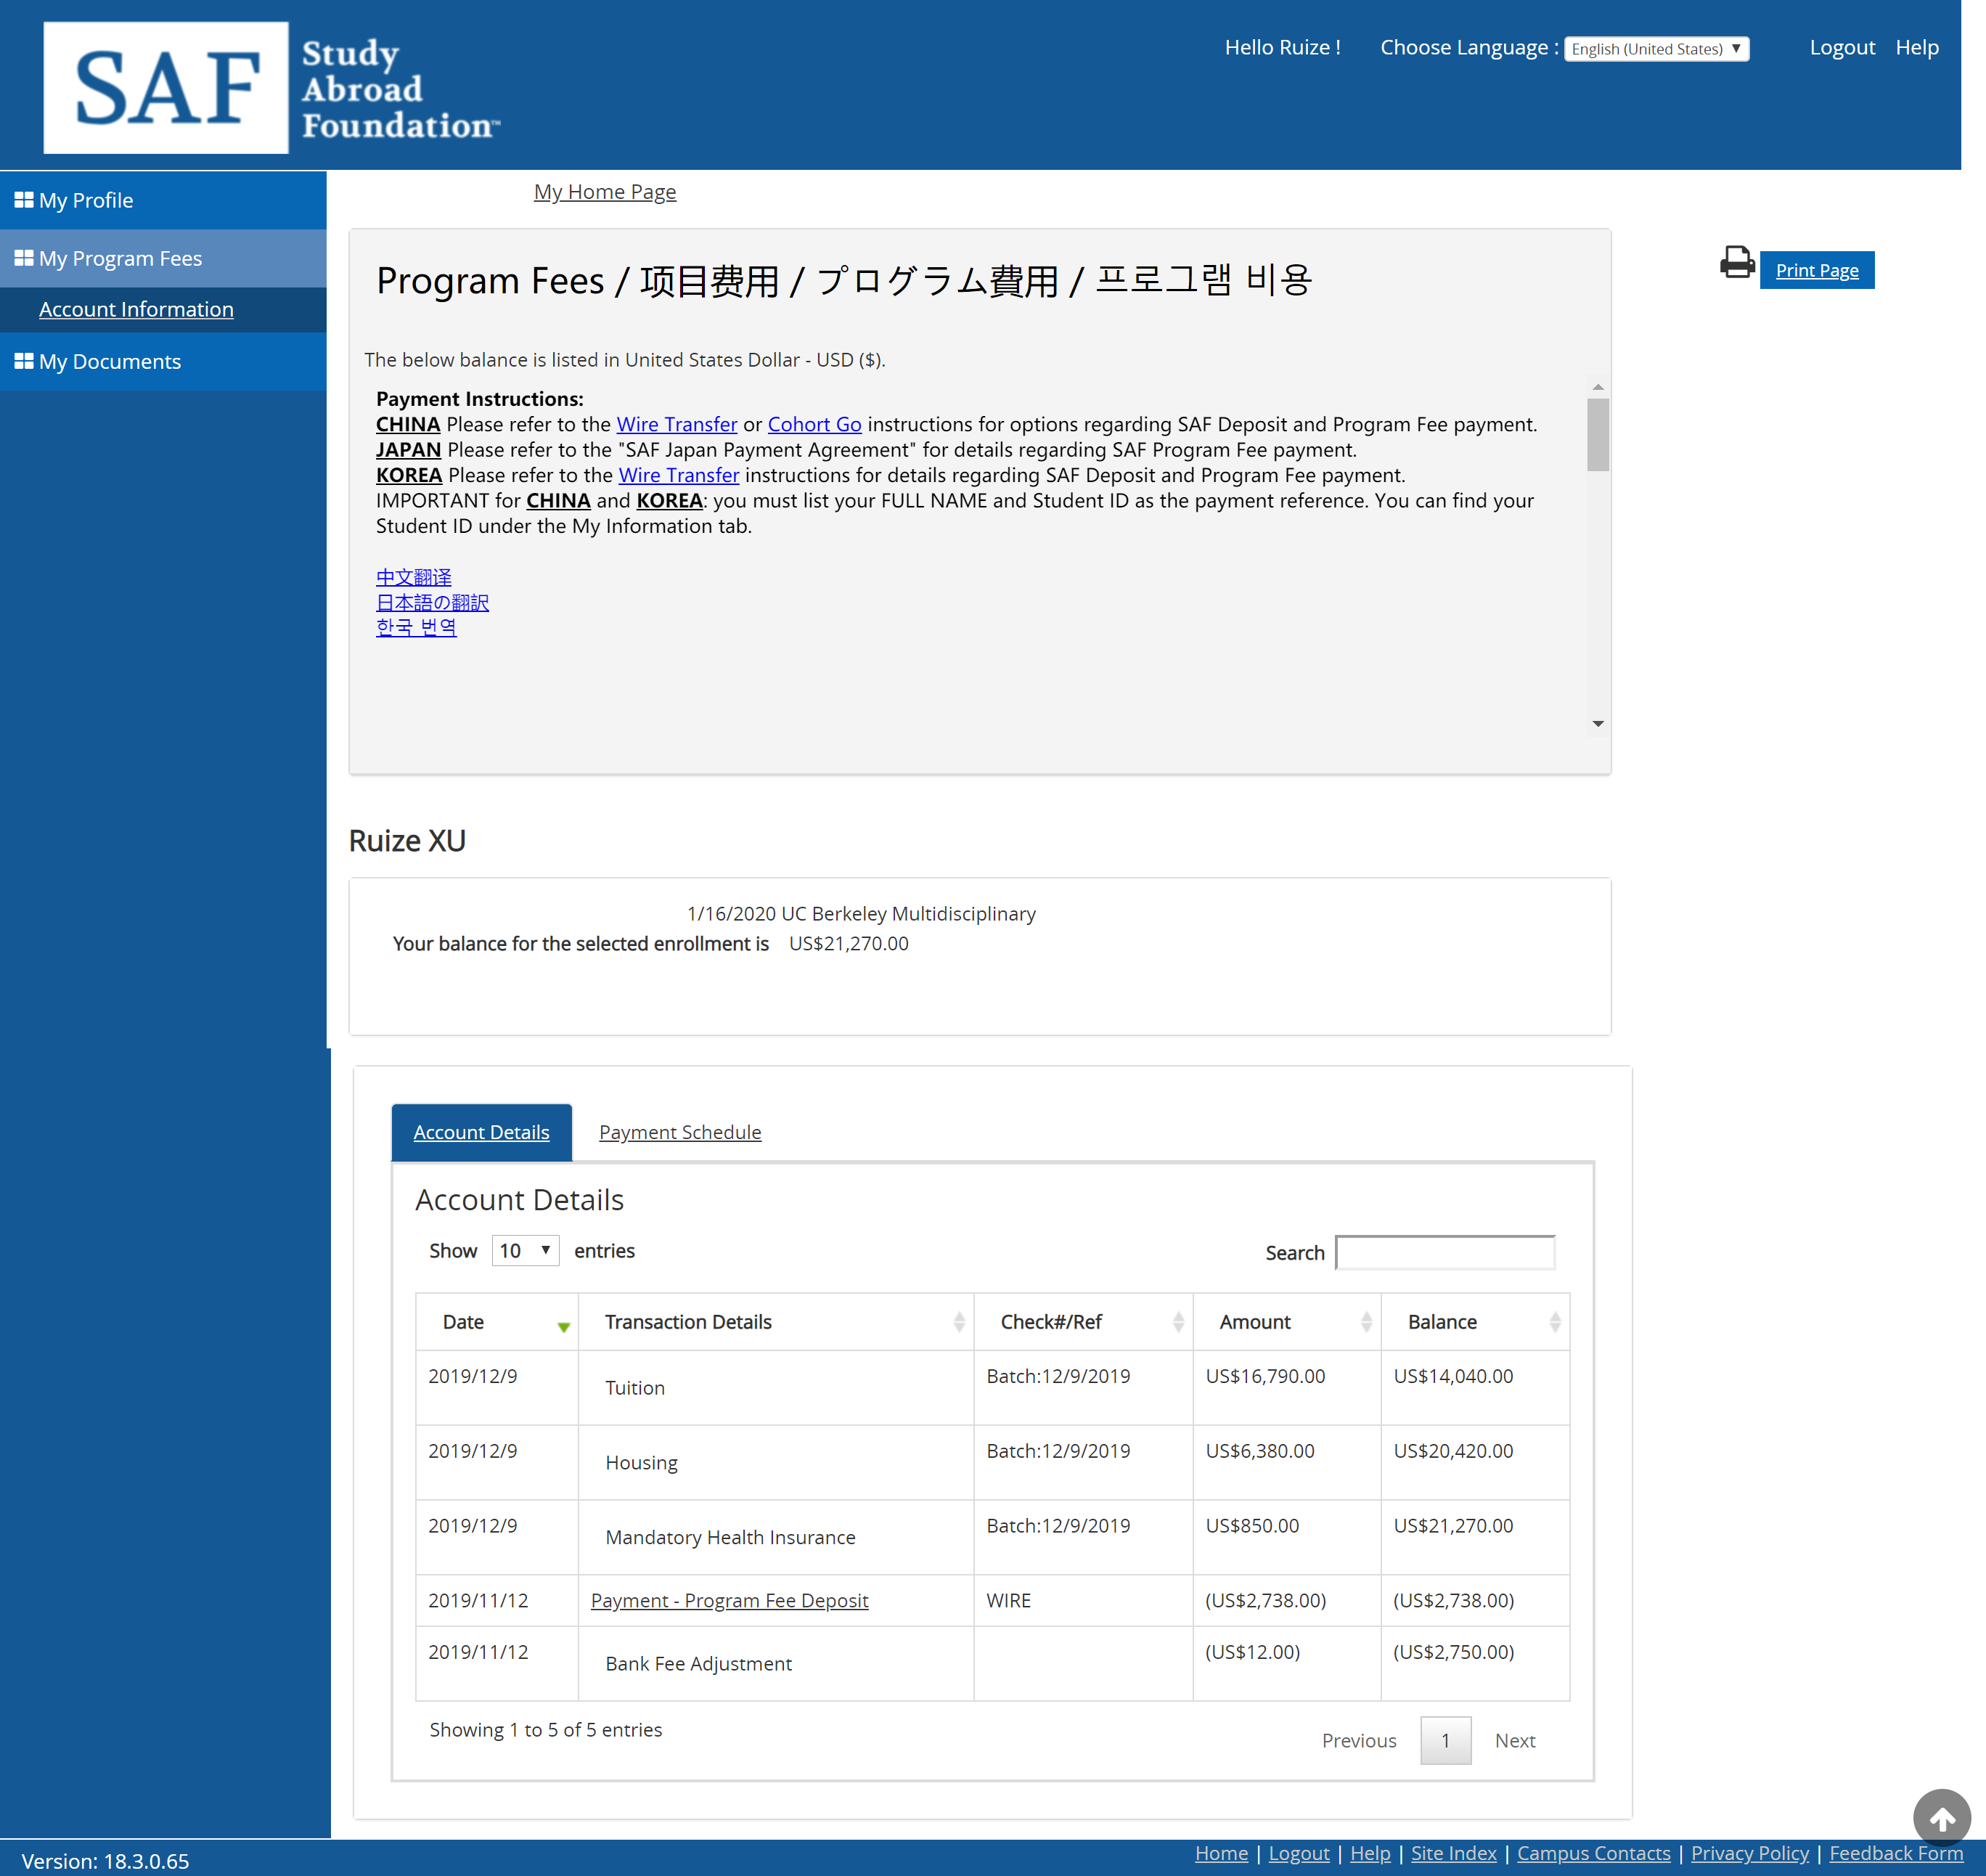 SAF Study Abroad Foundation™
Hello Ruize ! Choose Language : English (United States) Logout Help
My Profile
My Program Fees
Account Information
My Documents
My Home Page
Program Fees / 项目费用 / プログラム費用 / 프로그램 비용
Print Page
The below balance is listed in United States Dollar - USD ($).
Payment Instructions:
CHINA Please refer to the Wire Transfer or Cohort Go instructions for options regarding SAF Deposit and Program Fee payment.
JAPAN Please refer to the "SAF Japan Payment Agreement" for details regarding SAF Program Fee payment.
KOREA Please refer to the Wire Transfer instructions for details regarding SAF Deposit and Program Fee payment.
IMPORTANT for CHINA and KOREA: you must list your FULL NAME and Student ID as the payment reference. You can find your
Student ID under the My Information tab.
中文翻译
日本語の翻訳
한국 번역
Ruize XU
1/16/2020 UC Berkeley Multidisciplinary
Your balance for the selected enrollment is US$21,270.00
Account Details Payment Schedule
Account Details
Show 10 entries Search
Date Transaction Details Check#/Ref Amount Balance
2019/12/9 Tuition Batch:12/9/2019 US$16,790.00 US$14,040.00
2019/12/9 Housing Batch:12/9/2019 US$6,380.00 US$20,420.00
2019/12/9 Mandatory Health Insurance Batch:12/9/2019 US$850.00 US$21,270.00
2019/11/12 Payment - Program Fee Deposit WIRE (US$2,738.00) (US$2,738.00)
2019/11/12 Bank Fee Adjustment (US$12.00) (US$2,750.00)
Showing 1 to 5 of 5 entries
Previous 1 Next
Version: 18.3.0.65
Home | Logout | Help | Site Index | Campus Contacts | Privacy Policy | Feedback Form